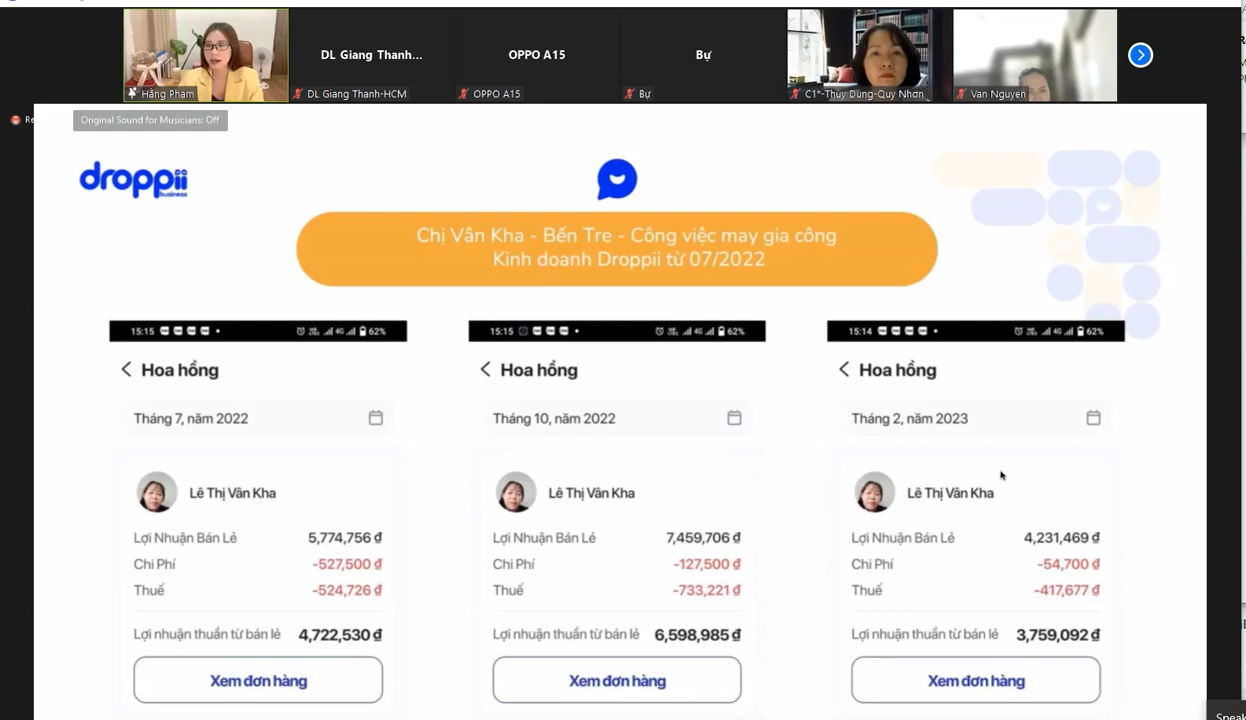 DL Giang Thanh...
OPPO A15
Bự
Hằng Phạm
DL Giang Thanh-HCM
OPPO A15
Bự
C1*-Thùy Dung-Quy Nhơn
Van Nguyen
Re
Original Sound for Musicians: Off
droppii
business
Chị Vân Kha - Bến Tre - Công việc may gia công
Kinh doanh Droppii từ 07/2022
15:15
4G
62%
15:15
4G
62%
15:14
4G
62%
Hoa hồng
Hoa hồng
Hoa hồng
Tháng 7, năm 2022
Tháng 10, năm 2022
Tháng 2, năm 2023
Lê Thị Vân Kha
Lê Thị Vân Kha
Lê Thị Vân Kha
Lợi Nhuận Bán Lẻ 5,774,756 ₫
Lợi Nhuận Bán Lẻ 7,459,706 ₫
Lợi Nhuận Bán Lẻ 4,231,469 ₫
Chi Phí -527,500 ₫
Chi Phí -127,500 ₫
Chi Phí -54,700 ₫
Thuế -524,726 ₫
Thuế -733,221 ₫
Thuế -417,677 ₫
Lợi nhuận thuần từ bán lẻ 4,722,530 ₫
Lợi nhuận thuần từ bán lẻ 6,598,985 ₫
Lợi nhuận thuần từ bán lẻ 3,759,092 ₫
Xem đơn hàng
Xem đơn hàng
Xem đơn hàng
Speak